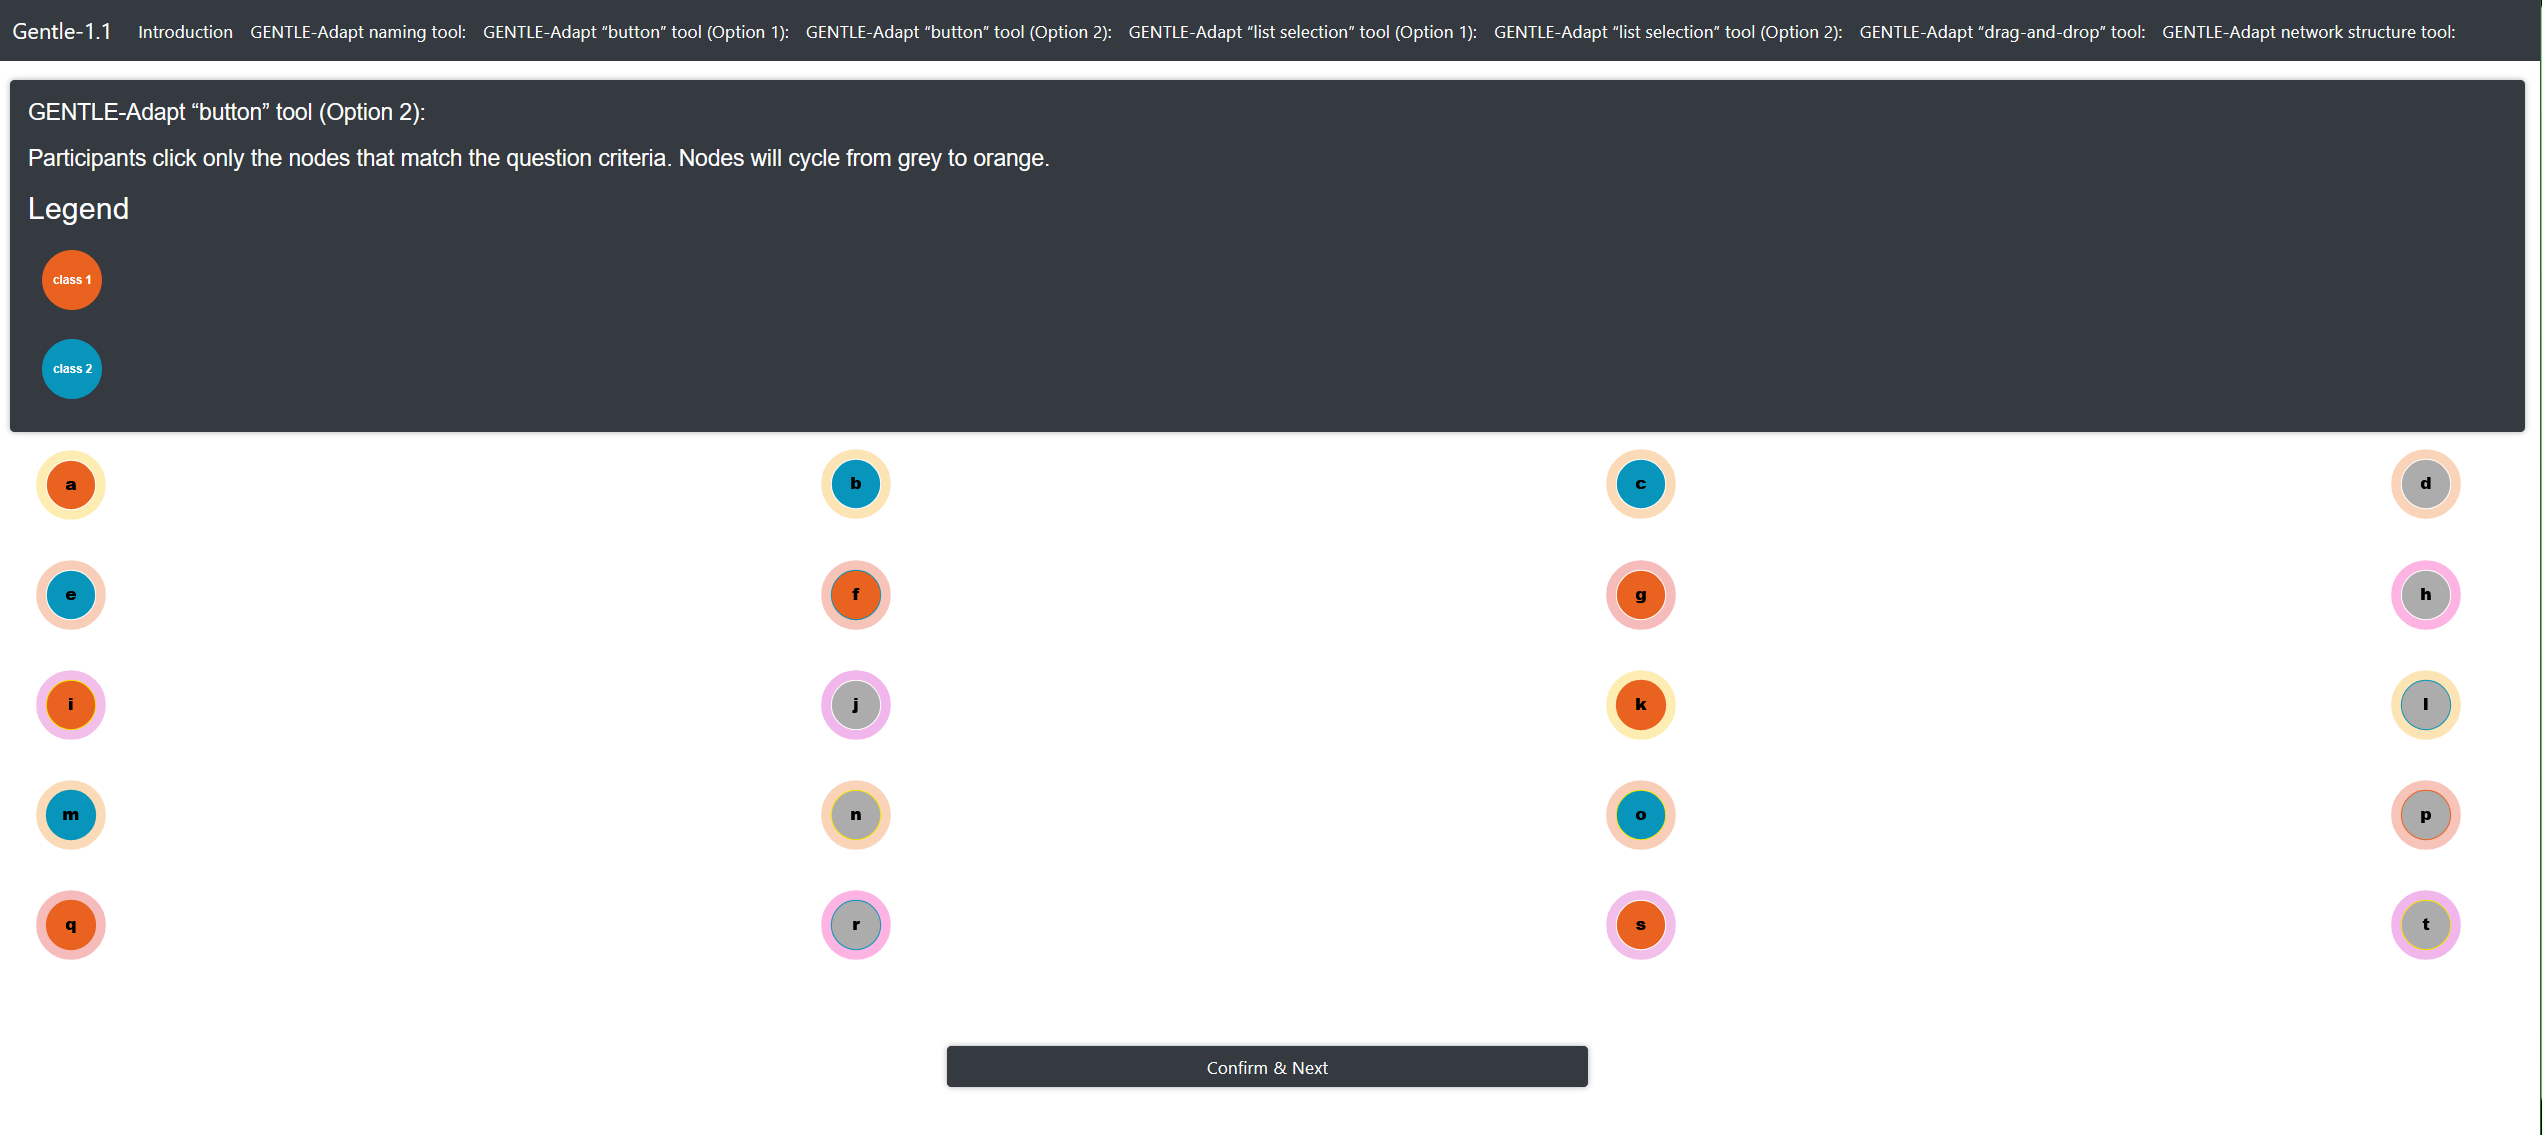 Gentle-1.1 Introduction GENTLE-Adapt naming tool: GENTLE-Adapt “button” tool (Option 1): GENTLE-Adapt “button” tool (Option 2): GENTLE-Adapt “list selection” tool (Option 1): GENTLE-Adapt “list selection” tool (Option 2): GENTLE-Adapt “drag-and-drop” tool: GENTLE-Adapt network structure tool:
GENTLE-Adapt “button” tool (Option 2):
Participants click only the nodes that match the question criteria. Nodes will cycle from grey to orange.
Legend
class 1
class 2
a b c d
e f g h
i j k l
m n o p
q r s t
Confirm & Next